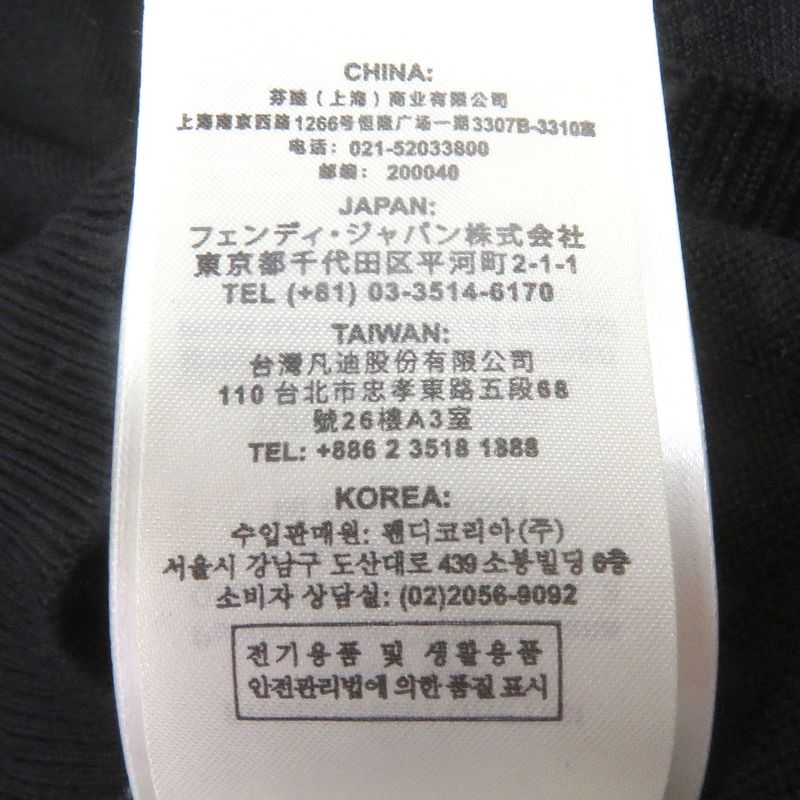 CHINA:
芬迪（上海）商业有限公司
上海南京西路1266号恒隆广场一期3307B-3310室
电话：021-52033800
邮编：200040
JAPAN:
フェンディ・ジャパン株式会社
東京都千代田区平河町2-1-1
TEL (+81) 03-3514-6170
TAIWAN:
台灣凡迪股份有限公司
110 台北市忠孝東路五段68
號26樓A3室
TEL: +886 2 3518 1888
KOREA:
수입판매원: 펜디코리아(주)
서울시 강남구 도산대로 439 소봉빌딩 6층
소비자 상담실: (02)2056-9092
전기용품 및 생활용품
안전관리법에 의한 품질 표시